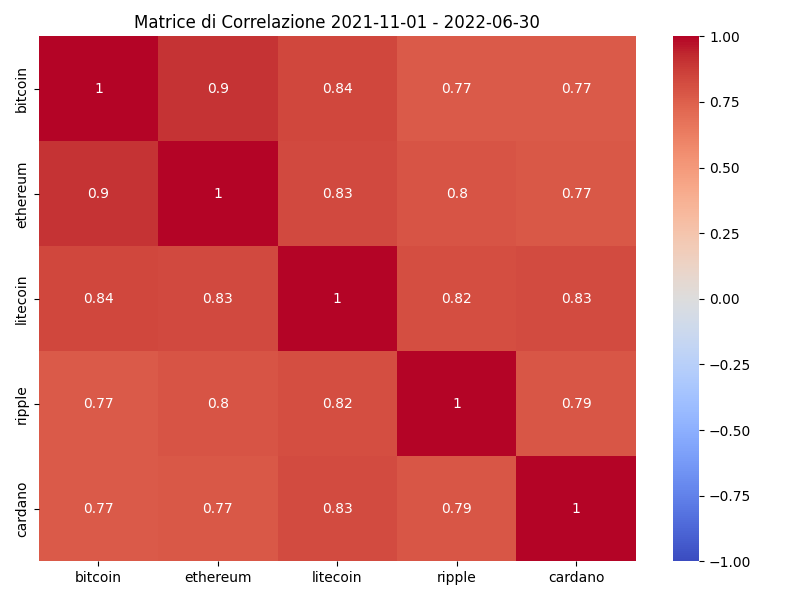 Matrice di Correlazione 2021-11-01 - 2022-06-30
bitcoin 1 0.9 0.84 0.77 0.77
ethereum 0.9 1 0.83 0.8 0.77
litecoin 0.84 0.83 1 0.82 0.83
ripple 0.77 0.8 0.82 1 0.79
cardano 0.77 0.77 0.83 0.79 1
bitcoin ethereum litecoin ripple cardano
1.00
0.75
0.50
0.25
0.00
−0.25
−0.50
−0.75
−1.00